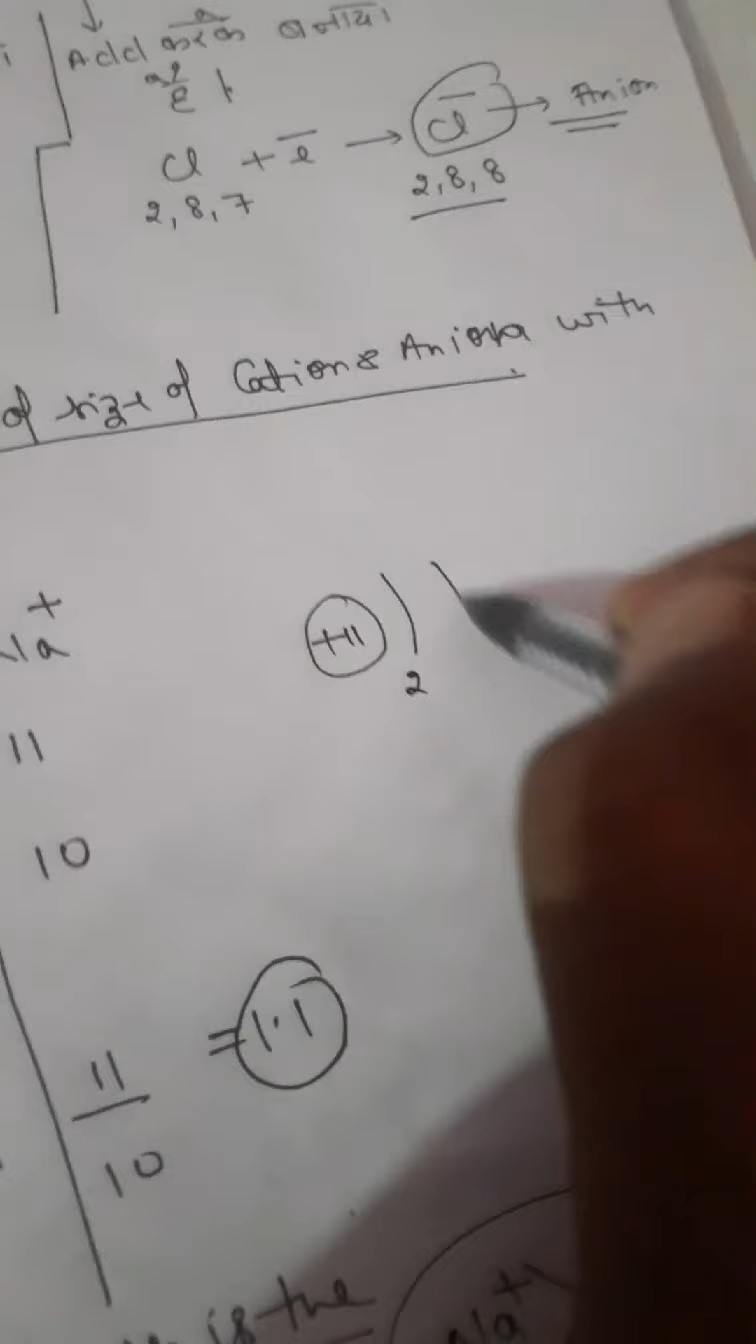 Add करके बनाया।
है।
Cl + e̅ → Cl̅ → Anion
2,8,7 2,8,8
of size of Cation & Anion with
Na⁺ +11
2
11
10
11/10 = 1.1
is the
Na⁺